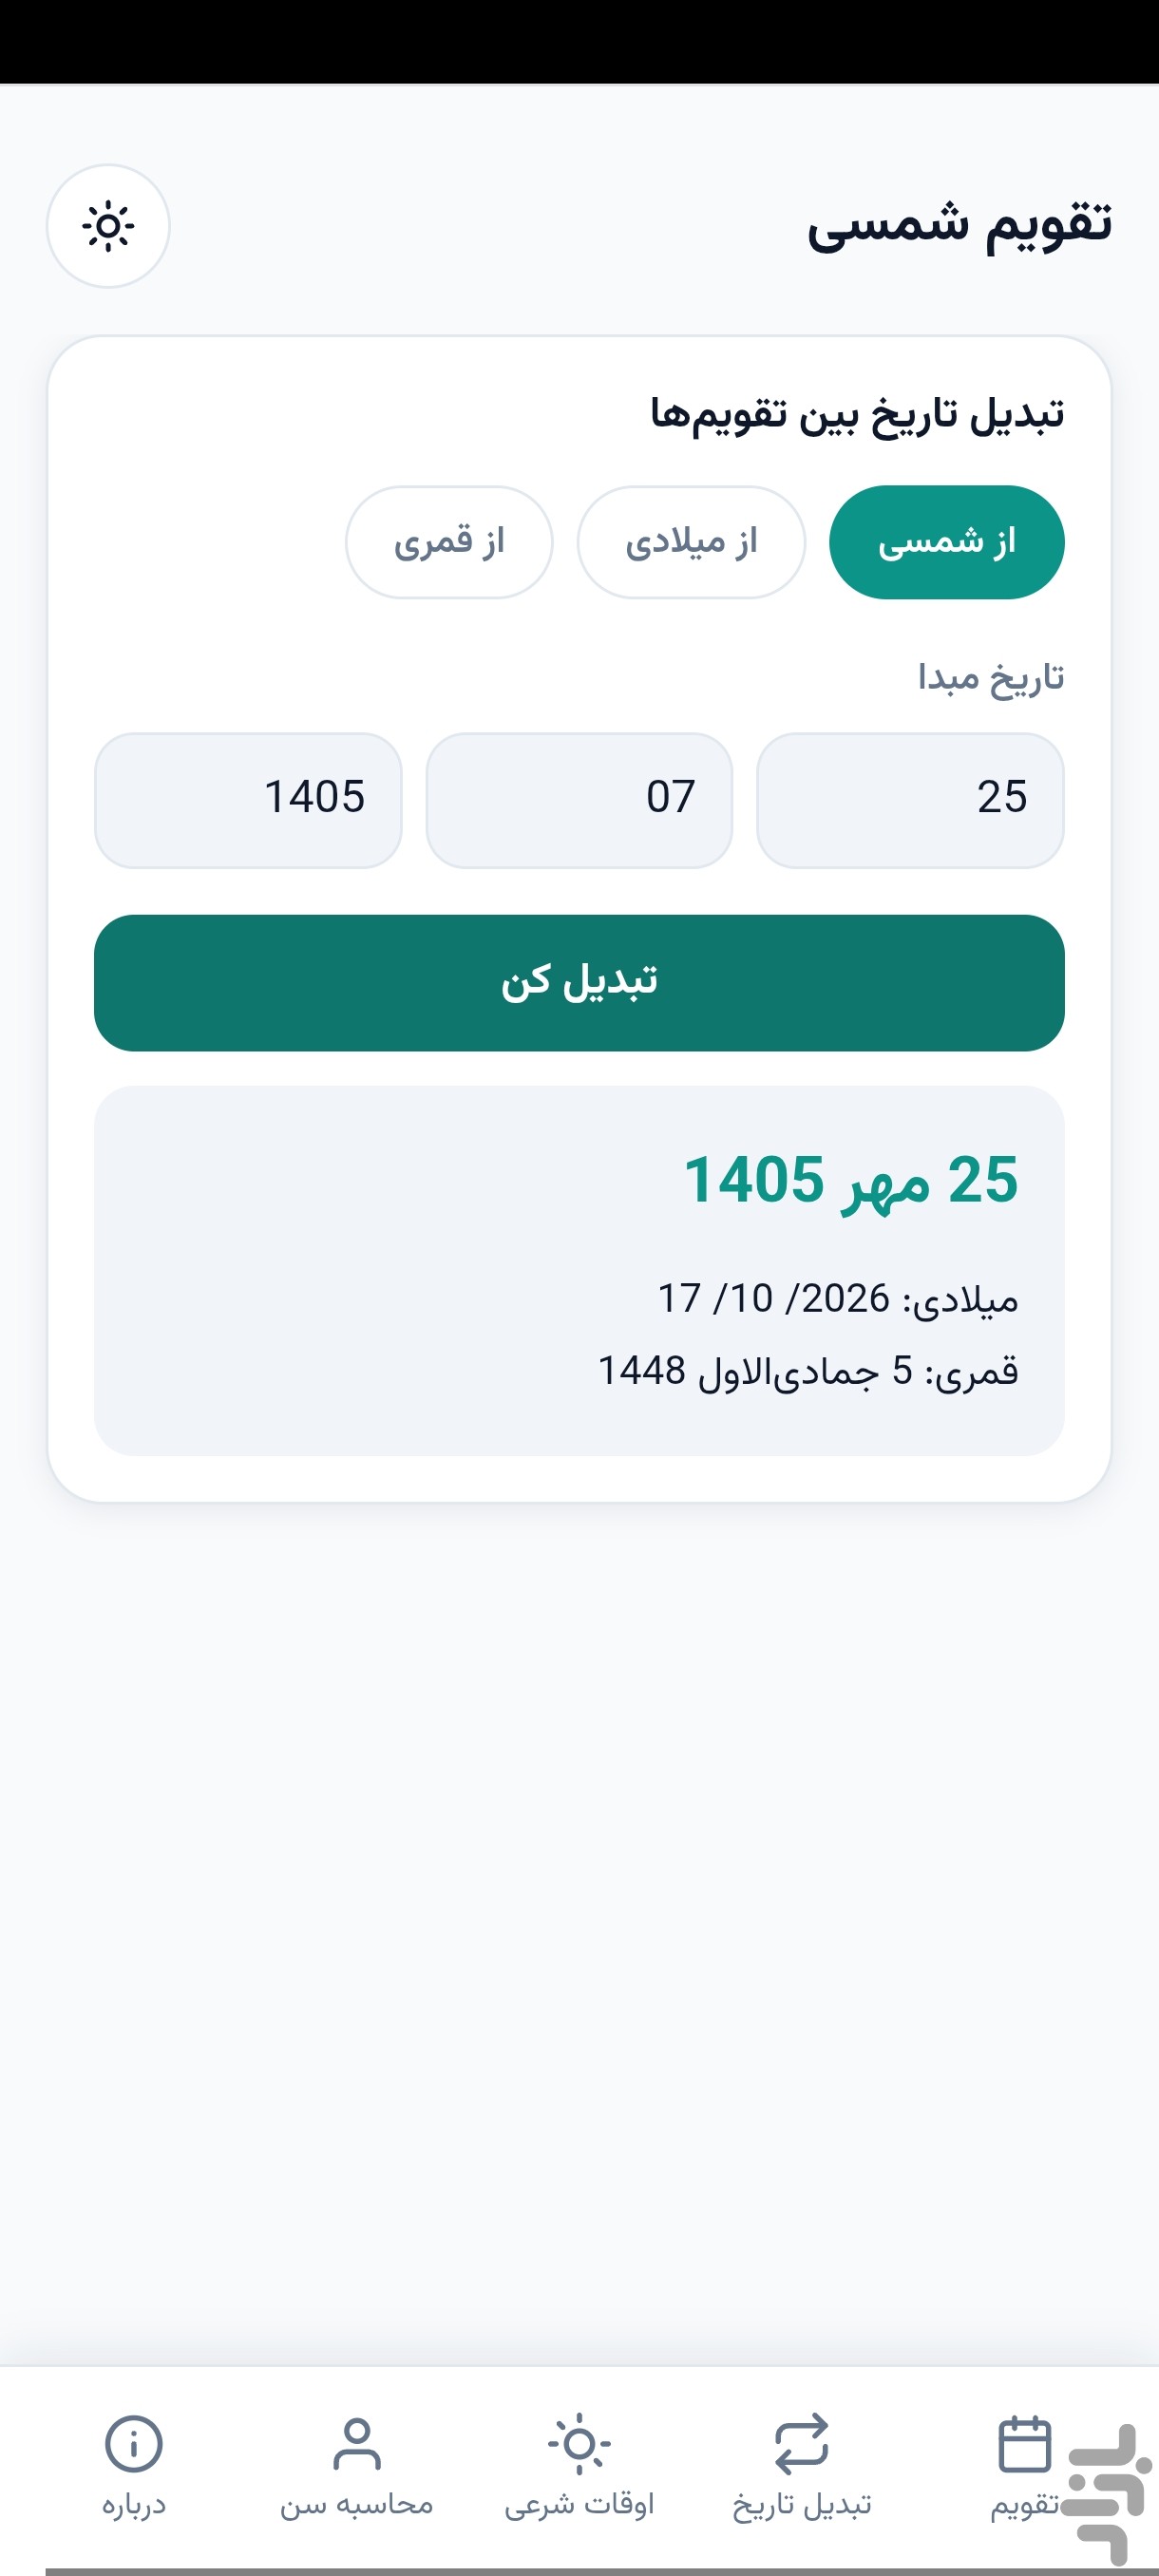 تقویم شمسی
تبدیل تاریخ بین تقویم‌ها
از شمسی
از میلادی
از قمری
تاریخ مبدا
25
07
1405
تبدیل کن
25 مهر 1405
میلادی: 2026/ 10/ 17
قمری: 5 جمادی‌الاول 1448
تقویم
تبدیل تاریخ
اوقات شرعی
محاسبه سن
درباره